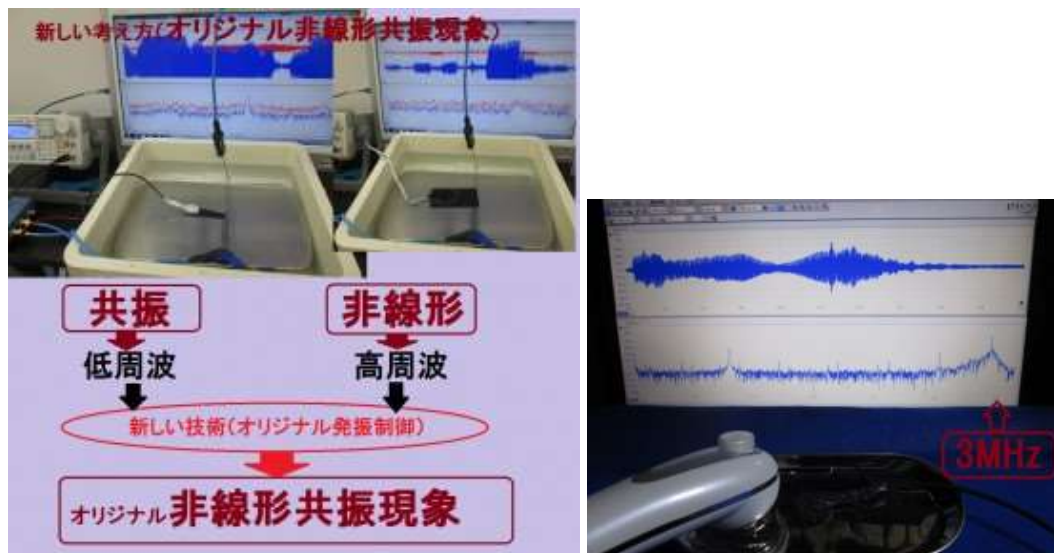 新しい考え方(オリジナル非線形共振現象)
共振
非線形
低周波
高周波
新しい技術(オリジナル発振制御)
オリジナル非線形共振現象
3MHz